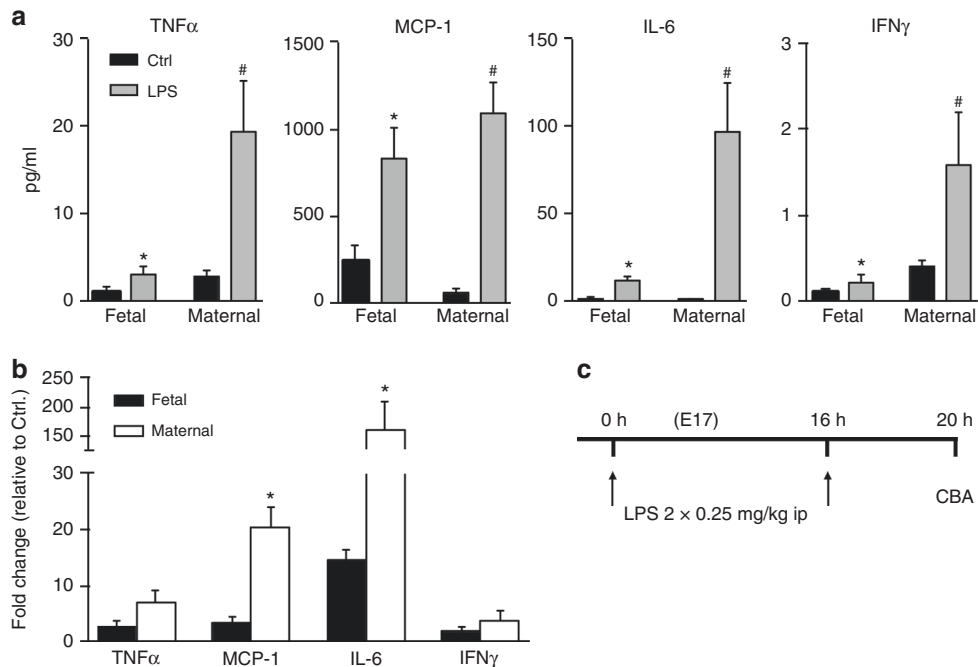 a
TNFα
MCP-1
IL-6
IFNγ
pg/ml
30
20
10
0
Ctrl
LPS
*
#
Fetal
Maternal
1500
1000
500
0
*
#
Fetal
Maternal
150
100
50
0
*
#
Fetal
Maternal
3
2
1
0
*
#
Fetal
Maternal
b
Fold change (relative to Ctrl.)
250
200
150
30
20
10
0
Fetal
Maternal
*
*
TNFα
MCP-1
IL-6
IFNγ
c
0 h
(E17)
16 h
20 h
LPS 2 × 0.25 mg/kg ip
CBA